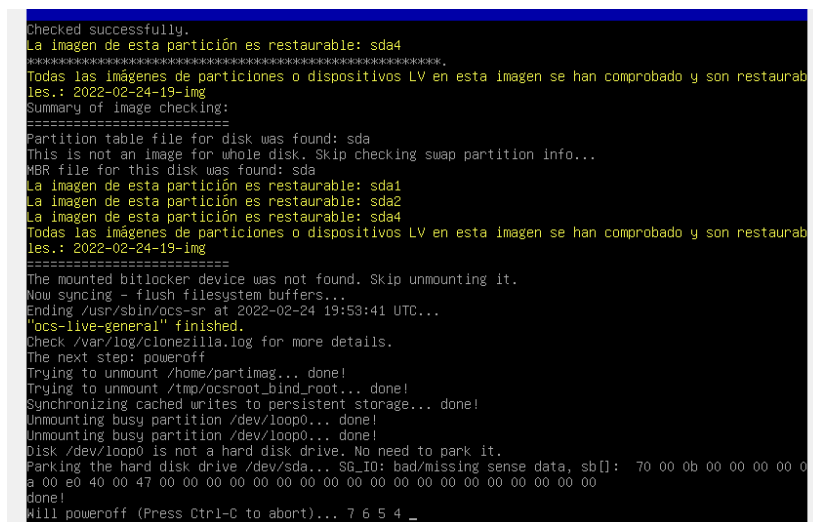 Checked successfully.
La imagen de esta partición es restaurable: sda4
*****************************************************.
Todas las imágenes de particiones o dispositivos LV en esta imagen se han comprobado y son restaurab
les.: 2022-02-24-19-img
Summary of image checking:
==========================
Partition table file for disk was found: sda
This is not an image for whole disk. Skip checking swap partition info...
MBR file for this disk was found: sda
La imagen de esta partición es restaurable: sda1
La imagen de esta partición es restaurable: sda2
La imagen de esta partición es restaurable: sda4
Todas las imágenes de particiones o dispositivos LV en esta imagen se han comprobado y son restaurab
les.: 2022-02-24-19-img
==========================
The mounted bitlocker device was not found. Skip unmounting it.
Now syncing - flush filesystem buffers...
Ending /usr/sbin/ocs-sr at 2022-02-24 19:53:41 UTC...
"ocs-live-general" finished.
Check /var/log/clonezilla.log for more details.
The next step: poweroff
Trying to unmount /home/partimag... done!
Trying to unmount /tmp/ocsroot_bind_root... done!
Synchronizing cached writes to persistent storage... done!
Unmounting busy partition /dev/loop0... done!
Unmounting busy partition /dev/loop0... done!
Disk /dev/loop0 is not a hard disk drive. No need to park it.
Parking the hard disk drive /dev/sda... SG_IO: bad/missing sense data, sb[]:  70 00 0b 00 00 00 00 0
a 00 e0 40 00 47 00 00 00 00 00 00 00 00 00 00 00 00 00 00 00 00 00 00
done!
Will poweroff (Press Ctrl-C to abort)... 7 6 5 4 _